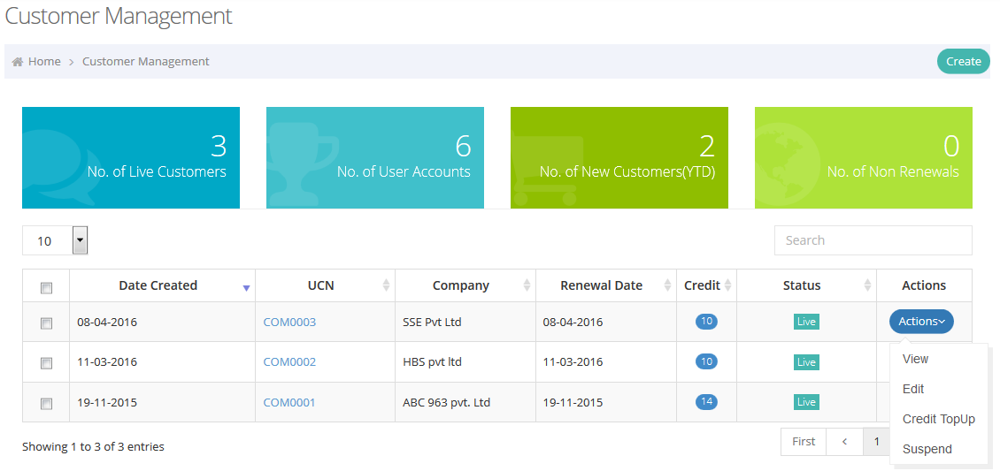 Customer Management
Home > Customer Management
Create
3
No. of Live Customers
6
No. of User Accounts
2
No. of New Customers(YTD)
0
No. of Non Renewals
10
Search
Date Created UCN Company Renewal Date Credit Status Actions
08-04-2016 COM0003 SSE Pvt Ltd 08-04-2016 10 Live Actions
11-03-2016 COM0002 HBS pvt ltd 11-03-2016 10 Live
19-11-2015 COM0001 ABC 963 pvt. Ltd 19-11-2015 14 Live
View
Edit
Credit TopUp
Suspend
Showing 1 to 3 of 3 entries
First < 1